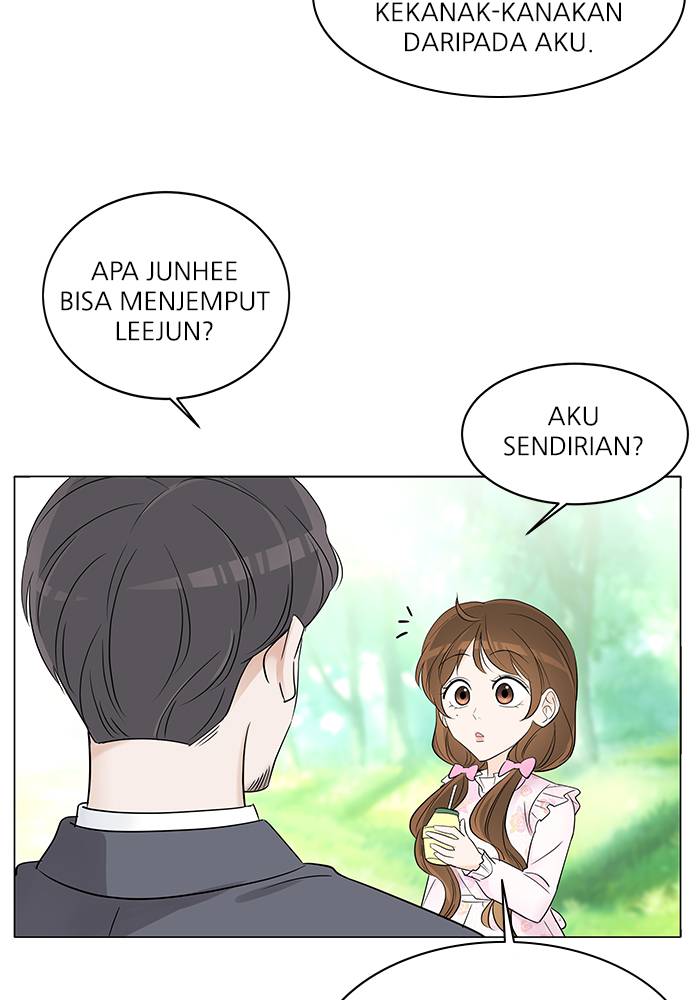 KEKANAK-KANAKAN
DARIPADA AKU.
APA JUNHEE
BISA MENJEMPUT
LEEJUN?
AKU
SENDIRIAN?